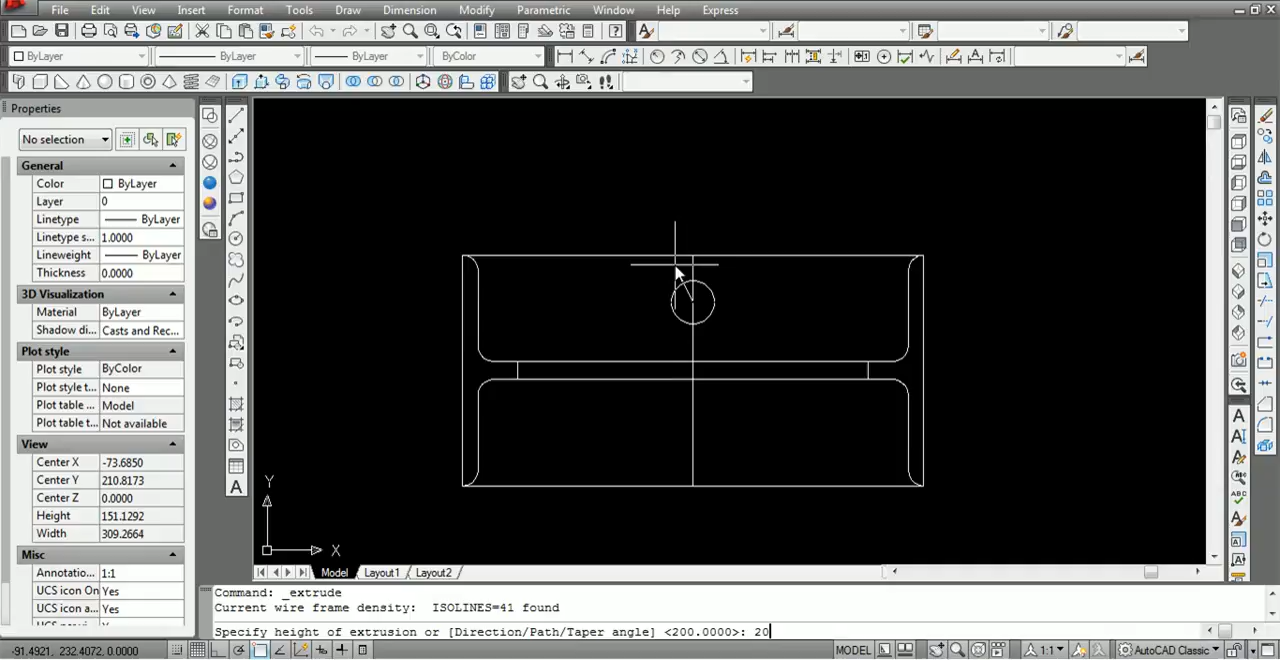 File Edit View Insert Format Tools Draw Dimension Modify Parametric Window Help Express
ByLayer ByLayer ByLayer ByColor
Properties
No selection
General
Color ByLayer
Layer 0
Linetype ByLayer
Linetype s... 1.0000
Lineweight ByLayer
Thickness 0.0000
3D Visualization
Material ByLayer
Shadow di... Casts and Rec...
Plot style
Plot style ByColor
Plot style t... None
Plot table ... Model
Plot table t... Not available
View
Center X -73.6850
Center Y 210.8173
Center Z 0.0000
Height 151.1292
Width 309.2664
Misc
Annotatio... 1:1
UCS icon On Yes
UCS icon a... Yes
Y
X
Model Layout1 Layout2
Command: _extrude
Current wire frame density: ISOLINES=41 found
Specify height of extrusion or [Direction/Path/Taper angle] <200.0000>: 20
-91.4921, 232.4072, 0.0000 MODEL 1:1 AutoCAD Classic